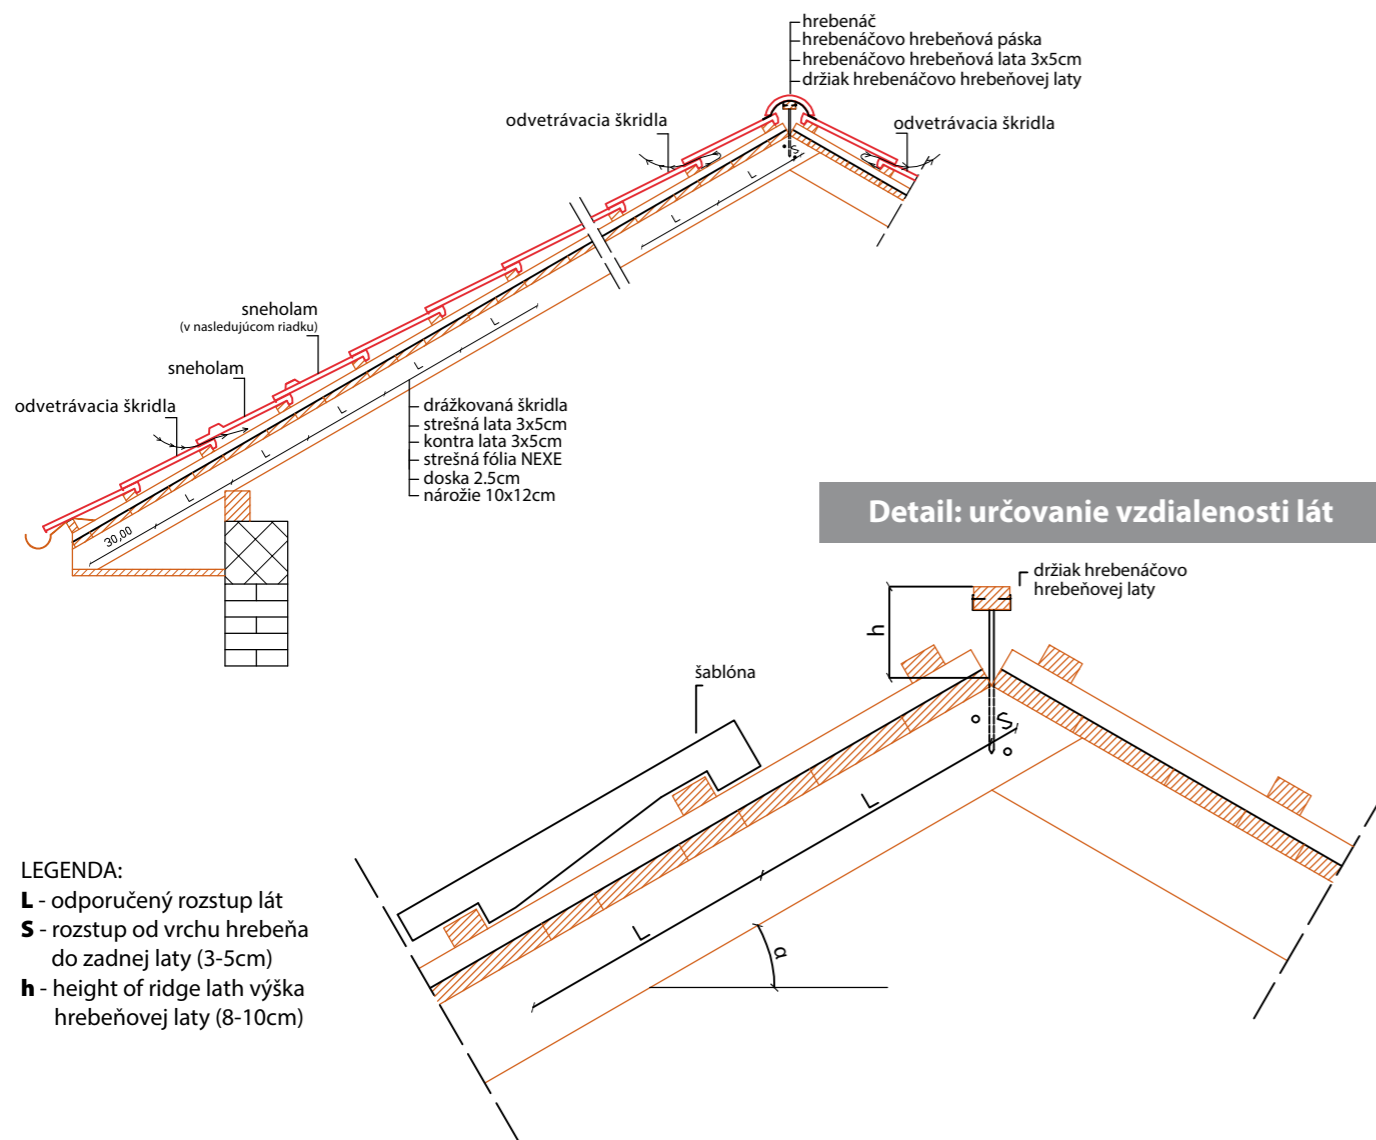 hrebenáč
hrebenáčovo hrebeňová páska
hrebenáčovo hrebeňová lata 3x5cm
držiak hrebenáčovo hrebeňovej laty
odvetrávacia škridla
odvetrávacia škridla
S
L
L
sneholam
(v nasledujúcom riadku)
sneholam
odvetrávacia škridla
L
L
L
L
L
30,00
drážkovaná škridla
strešná lata 3x5cm
kontra lata 3x5cm
strešná fólia NEXE
doska 2.5cm
nárožie 10x12cm
Detail: určovanie vzdialenosti lát
držiak hrebenáčovo
hrebeňovej laty
h
šablóna
S
L
L
α
LEGENDA:
L - odporučený rozstup lát
S - rozstup od vrchu hrebeňa
do zadnej laty (3-5cm)
h - height of ridge lath výška
hrebeňovej laty (8-10cm)